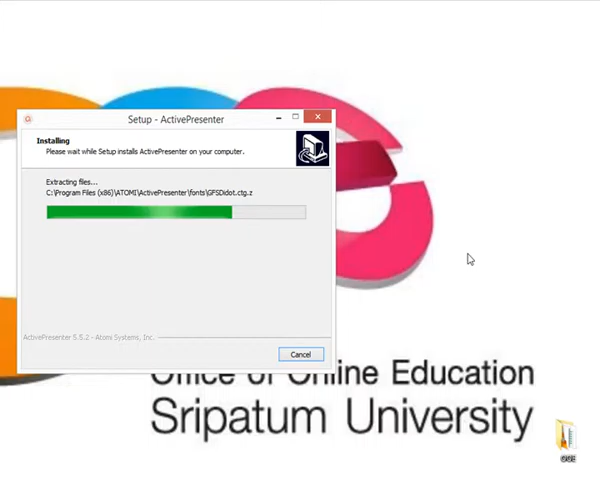 Setup - ActivePresenter
Installing
Please wait while Setup installs ActivePresenter on your computer.
Extracting files...
C:\Program Files (x86)\ATOMI\ActivePresenter\fonts\GFSDidot.ctg.z
ActivePresenter 5.5.2 - Atomi Systems, Inc.
Cancel
Office of Online Education
Sripatum University